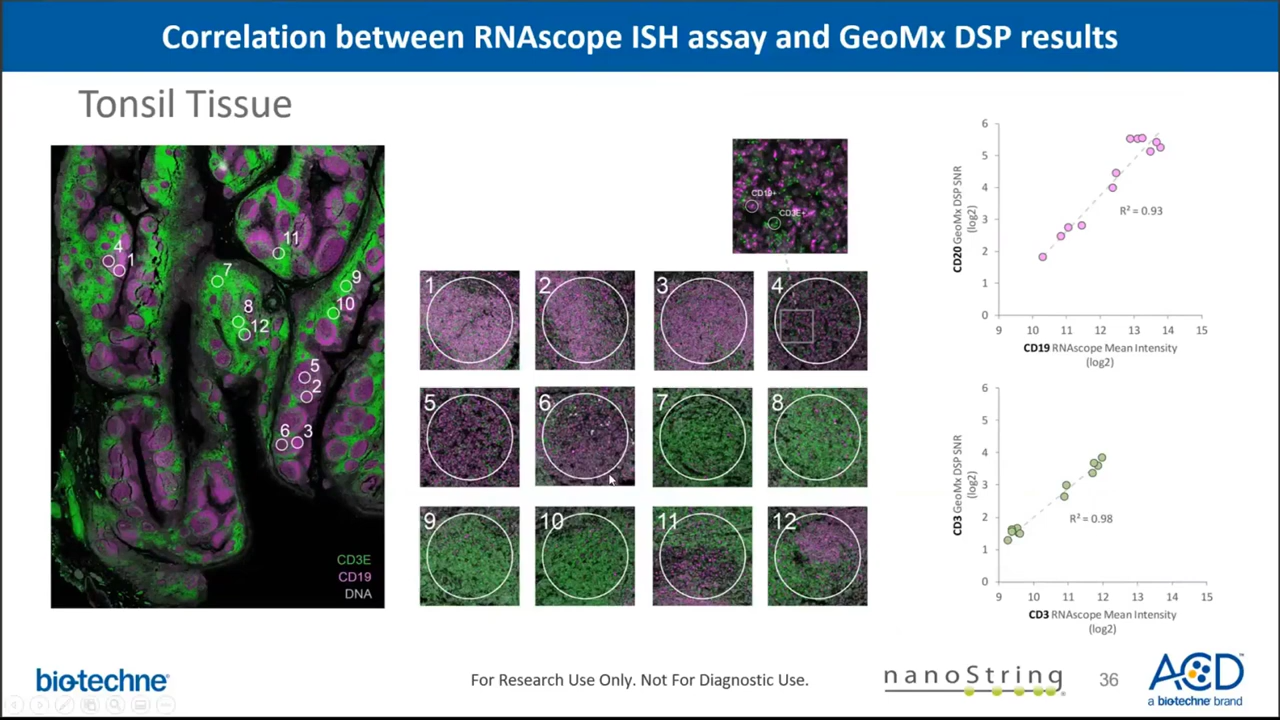 Correlation between RNAscope ISH assay and GeoMx DSP results
Tonsil Tissue
4
1
11
7
8
12
9
10
5
2
6
3
CD3E
CD19
DNA
CD19+
CD3E+
1
2
3
4
5
6
7
8
9
10
11
12
CD20 GeoMx DSP SNR
(log2)
6
5
4
3
2
1
0
R² = 0.93
9 10 11 12 13 14 15
CD19 RNAscope Mean Intensity
(log2)
CD3 GeoMx DSP SNR
(log2)
6
5
4
3
2
1
0
R² = 0.98
9 10 11 12 13 14 15
CD3 RNAscope Mean Intensity
(log2)
bio-techne®
For Research Use Only. Not For Diagnostic Use.
nanoString®
36
ACD™
a bio-techne brand